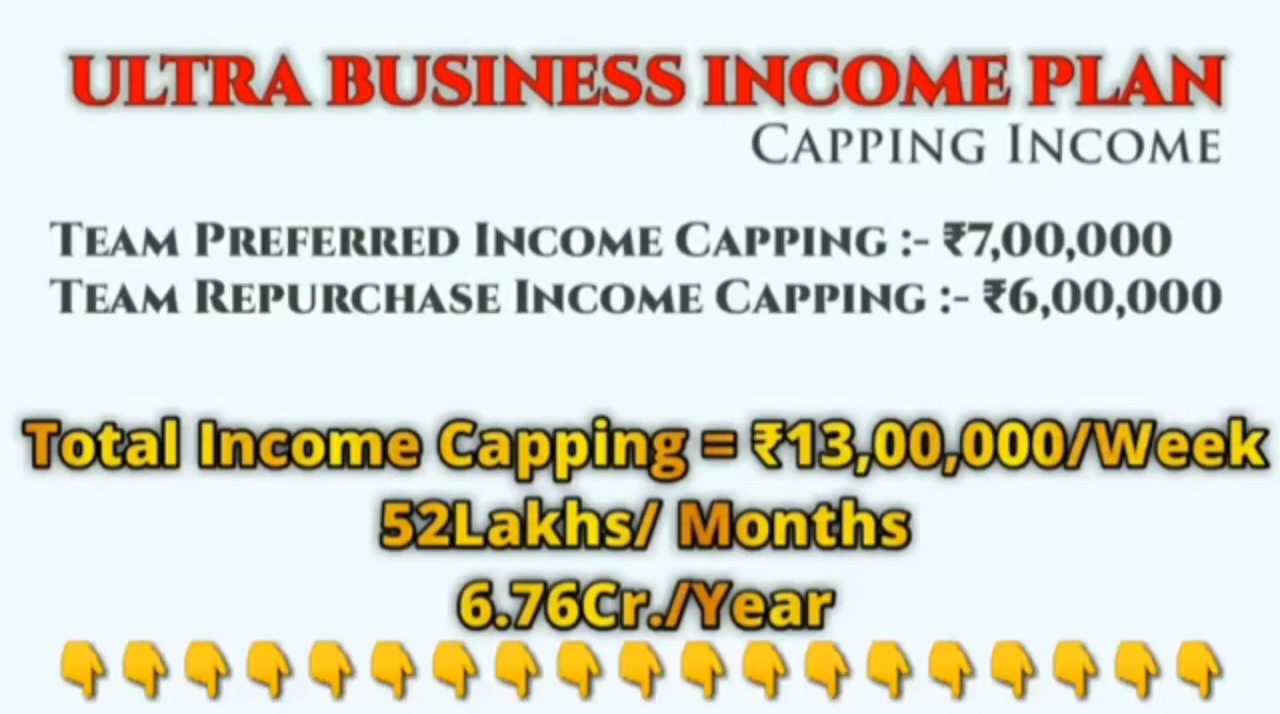 ULTRA BUSINESS INCOME PLAN
CAPPING INCOME
TEAM PREFERRED INCOME CAPPING :- ₹7,00,000
TEAM REPURCHASE INCOME CAPPING :- ₹6,00,000
Total Income Capping = ₹13,00,000/Week
52Lakhs/ Months
6.76Cr./Year
👇👇👇👇👇👇👇👇👇👇👇👇👇👇👇👇👇👇👇